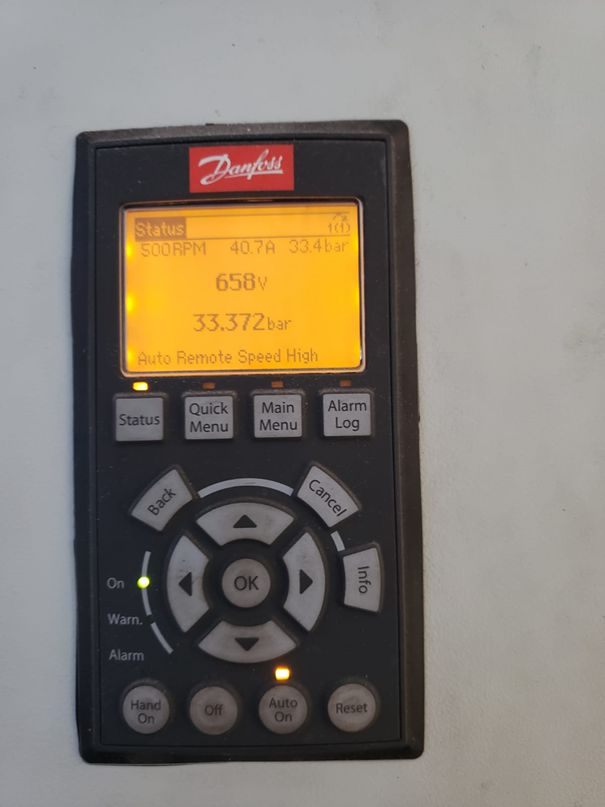 Danfoss
Status 1(1)
500RPM 40.7A 33.4bar
658V
33.372bar
Auto Remote Speed High
Status Quick Menu Main Menu Alarm Log
Back Cancel
Info
OK
On
Warn.
Alarm
Hand On Off Auto On Reset